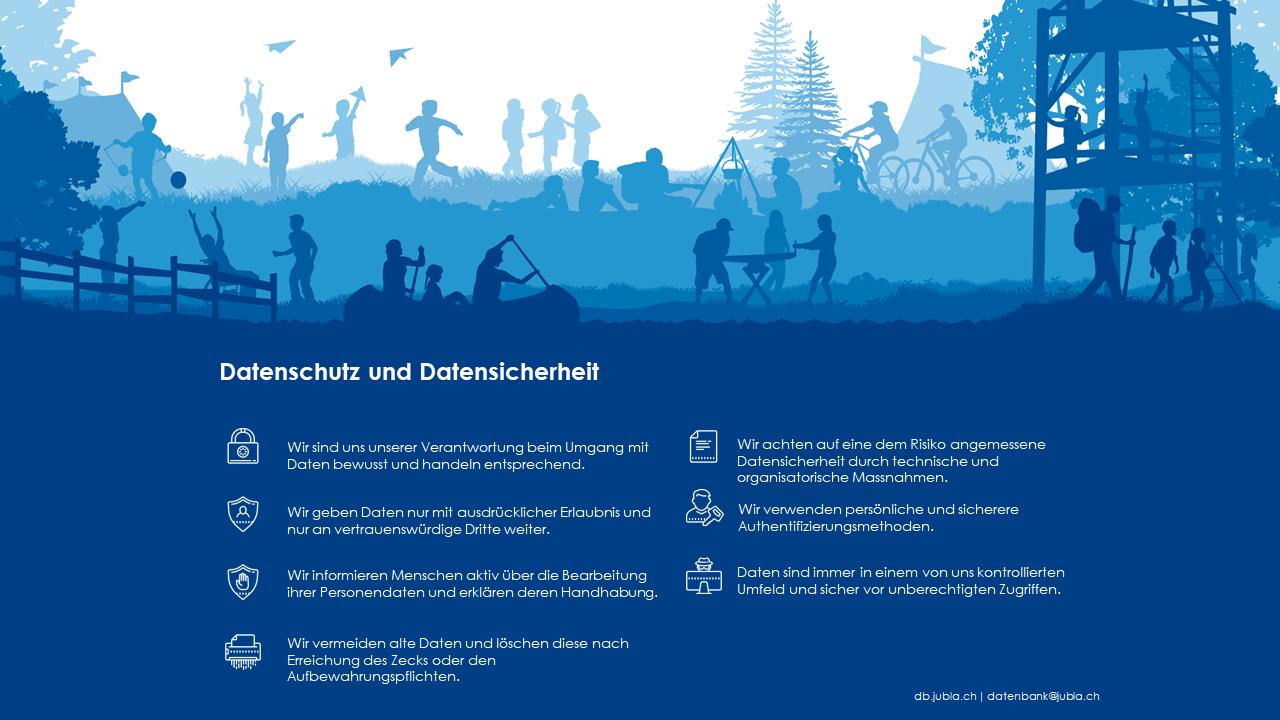 Datenschutz und Datensicherheit
Wir sind uns unserer Verantwortung beim Umgang mit
Daten bewusst und handeln entsprechend.
Wir geben Daten nur mit ausdrücklicher Erlaubnis und
nur an vertrauenswürdige Dritte weiter.
Wir informieren Menschen aktiv über die Bearbeitung
ihrer Personendaten und erklären deren Handhabung.
Wir vermeiden alte Daten und löschen diese nach
Erreichung des Zecks oder den
Aufbewahrungspflichten.
Wir achten auf eine dem Risiko angemessene
Datensicherheit durch technische und
organisatorische Massnahmen.
Wir verwenden persönliche und sicherere
Authentifizierungsmethoden.
Daten sind immer in einem von uns kontrollierten
Umfeld und sicher vor unberechtigten Zugriffen.
db.jubla.ch | datenbank@jubla.ch